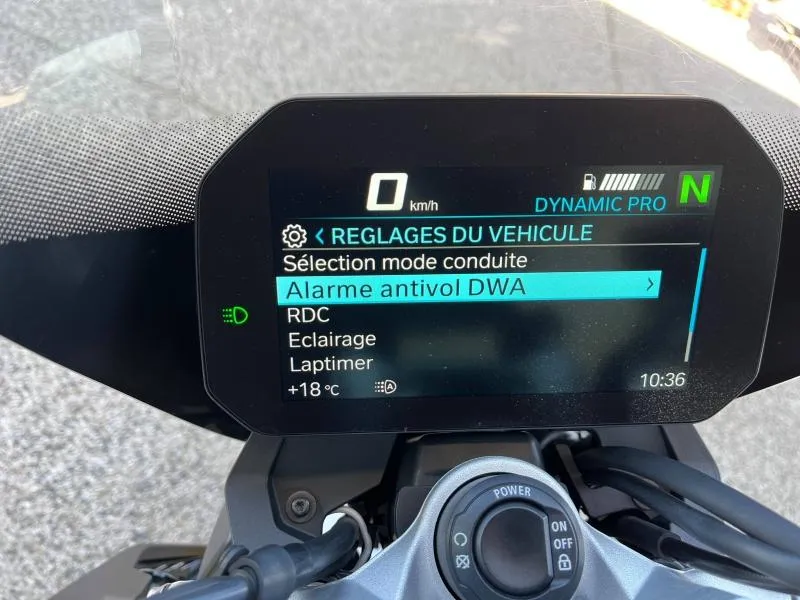 0 km/h
N
DYNAMIC PRO
REGLAGES DU VEHICULE
Sélection mode conduite
Alarme antivol DWA
RDC
Eclairage
Laptimer
+18 °C
A
10:36
POWER
ON
OFF